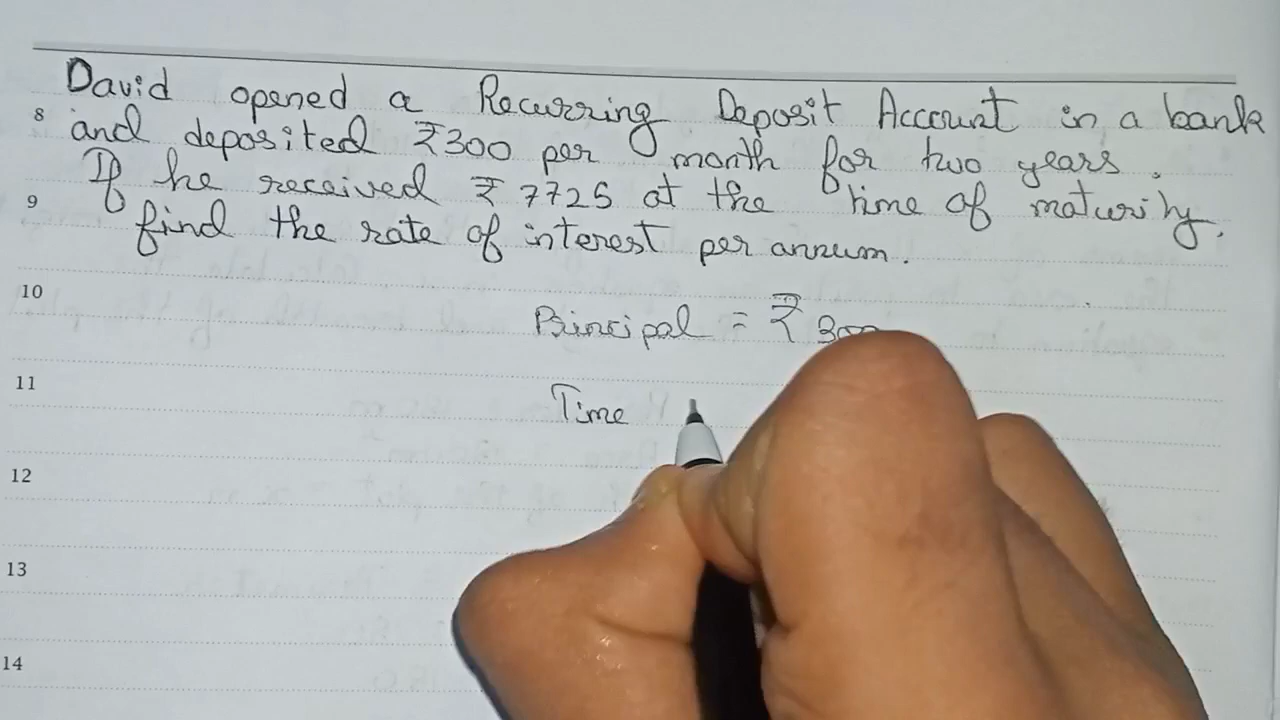 David opened a Recurring Deposit Account in a bank
8 and deposited ₹300 per month for two years.
If he received ₹7725 at the time of maturity,
9 find the rate of interest per annum.
10
Principal = ₹300
11
Time
12
13
14